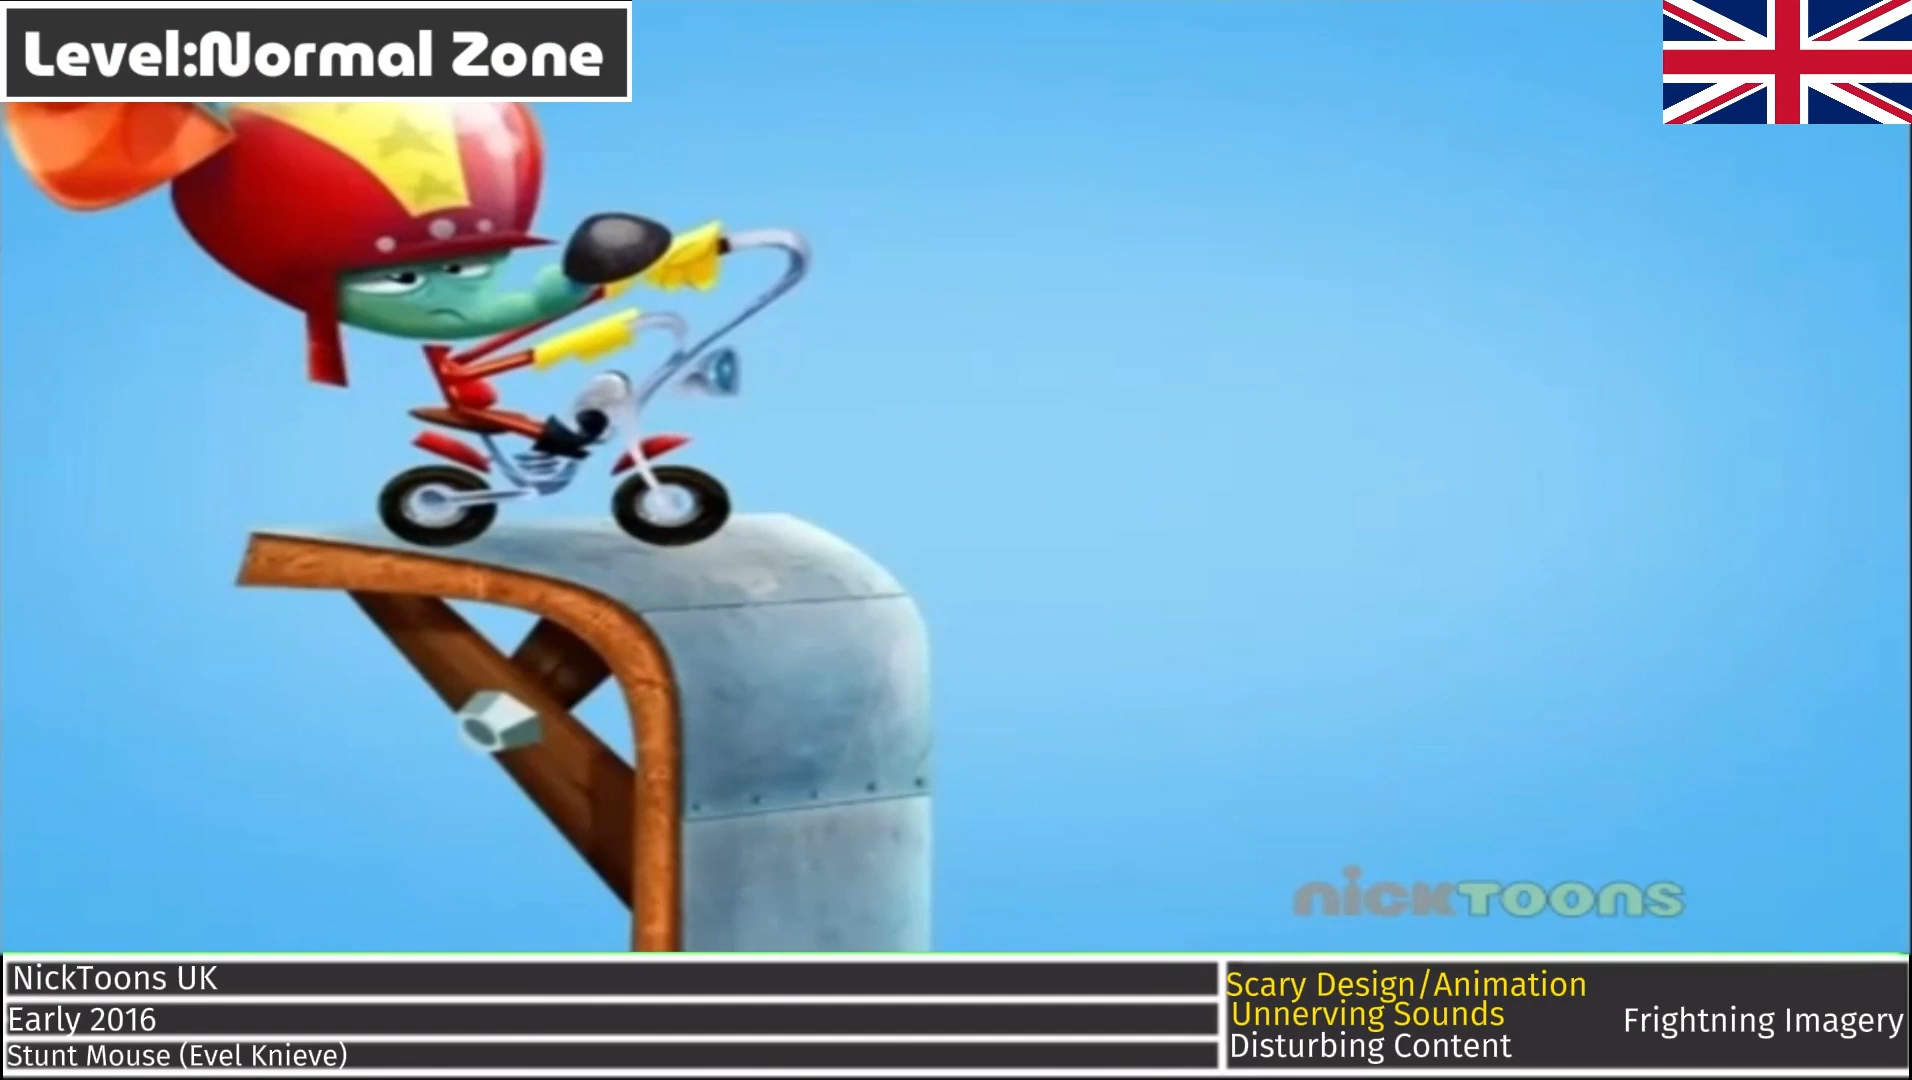 Level:Normal Zone
nickTOONS
NickToons UK
Early 2016
Stunt Mouse (Evel Knieve)
Scary Design/Animation
Unnerving Sounds
Disturbing Content
Frightning Imagery